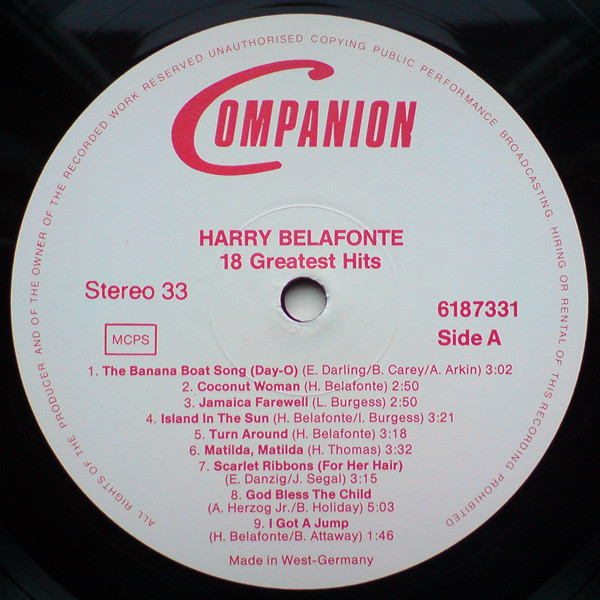 ALL RIGHTS OF THE PRODUCER AND OF THE OWNER OF THE RECORDED WORK RESERVED UNAUTHORISED COPYING PUBLIC PERFORMANCE BROADCASTING, HIRING OR RENTAL OF THIS RECORDING PROHIBITED
COMPANION
HARRY BELAFONTE
18 Greatest Hits
Stereo 33
6187331
MCPS
Side A
1. The Banana Boat Song (Day-O) (E. Darling/B. Carey/A. Arkin) 3:02
2. Coconut Woman (H. Belafonte) 2:50
3. Jamaica Farewell (L. Burgess) 2:50
4. Island In The Sun (H. Belafonte/I. Burgess) 3:21
5. Turn Around (H. Belafonte) 3:18
6. Matilda, Matilda (H. Thomas) 3:32
7. Scarlet Ribbons (For Her Hair)
(E. Danzig/J. Segal) 3:15
8. God Bless The Child
(A. Herzog Jr./B. Holiday) 5:03
9. I Got A Jump
(H. Belafonte/B. Attaway) 1:46
Made in West-Germany